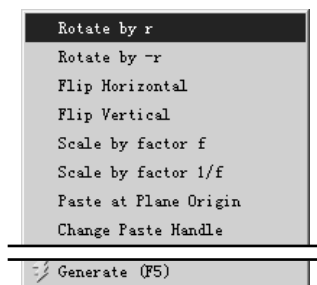 Rotate by r
Rotate by -r
Flip Horizontal
Flip Vertical
Scale by factor f
Scale by factor 1/f
Paste at Plane Origin
Change Paste Handle
Generate (F5)